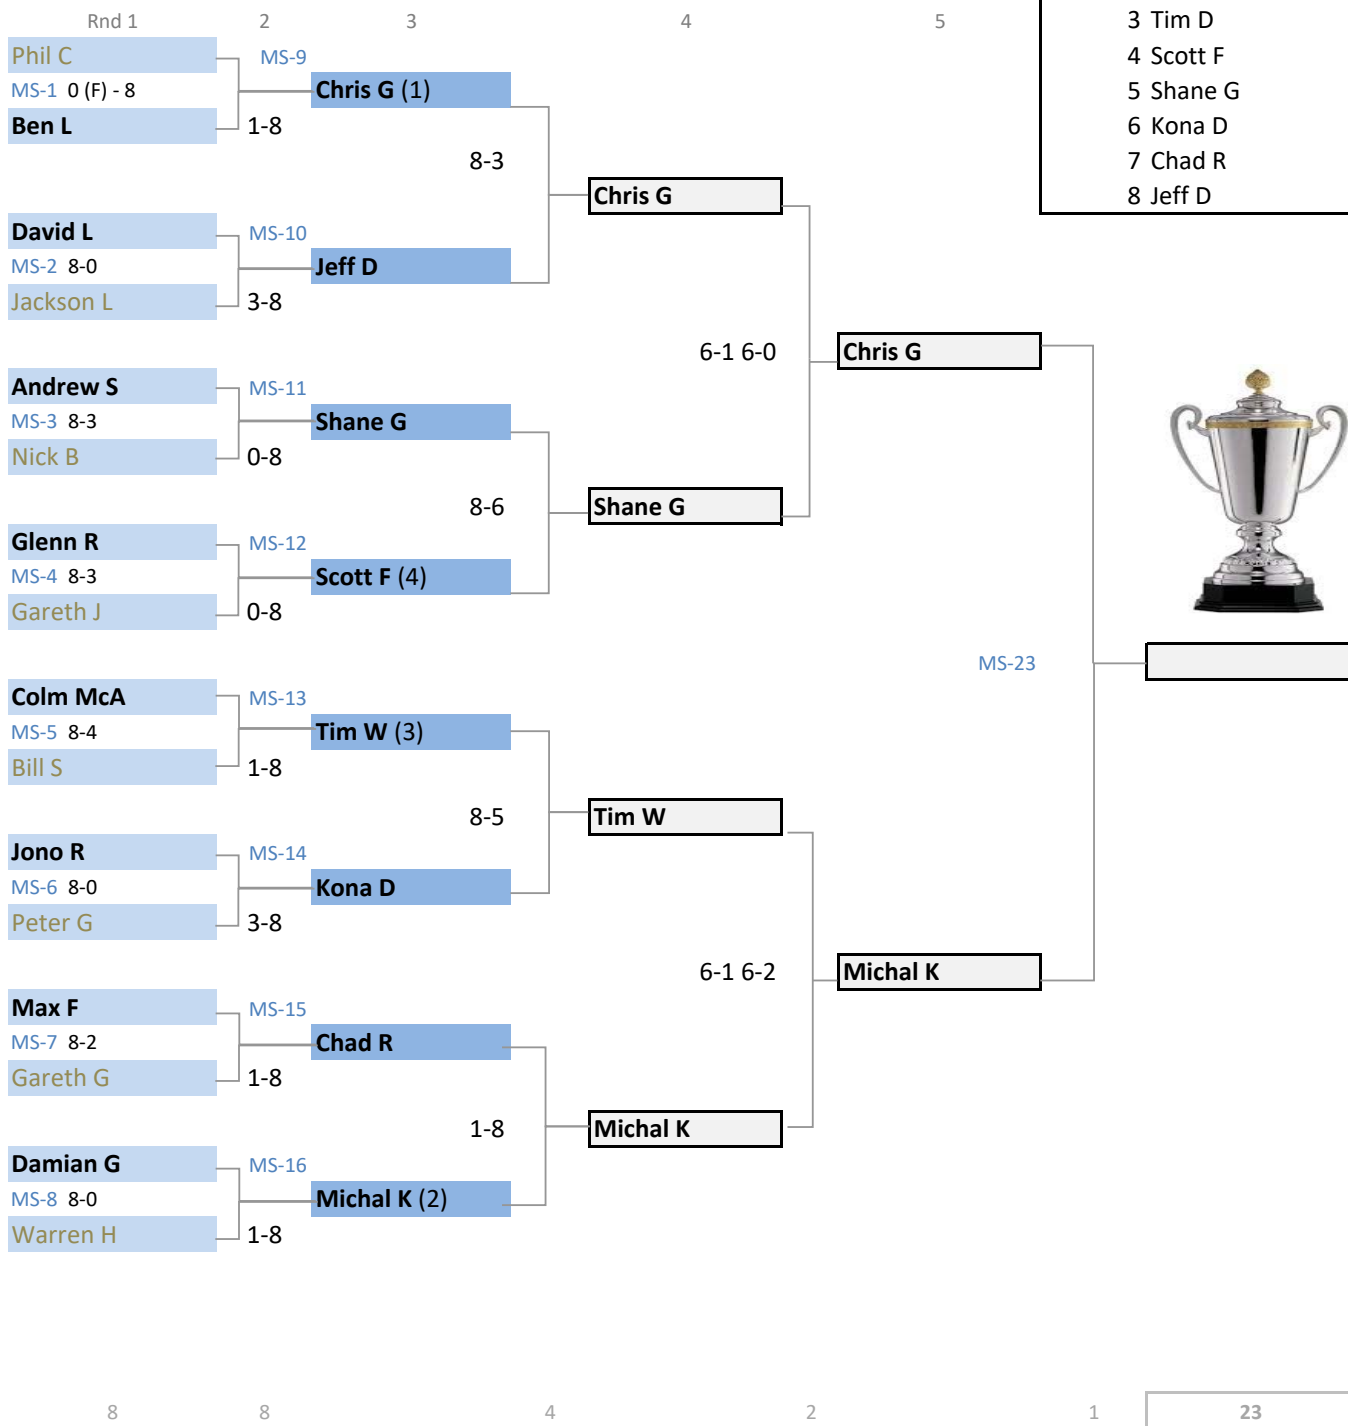 Rnd 1 2 3 4 5
3 Tim D
4 Scott F
5 Shane G
6 Kona D
7 Chad R
8 Jeff D
Phil C
MS-1 0 (F) - 8
Ben L
MS-9
1-8
Chris G (1)
8-3
David L
MS-2 8-0
Jackson L
MS-10
3-8
Jeff D
Chris G
Andrew S
MS-3 8-3
Nick B
MS-11
0-8
Shane G
8-6
Glenn R
MS-4 8-3
Gareth J
MS-12
0-8
Scott F (4)
Shane G
6-1 6-0
Chris G
Colm McA
MS-5 8-4
Bill S
MS-13
1-8
Tim W (3)
8-5
Jono R
MS-6 8-0
Peter G
MS-14
3-8
Kona D
Tim W
Max F
MS-7 8-2
Gareth G
MS-15
1-8
Chad R
1-8
Damian G
MS-8 8-0
Warren H
MS-16
1-8
Michal K (2)
Michal K
6-1 6-2
Michal K
MS-23
8 8 4 2 1 23